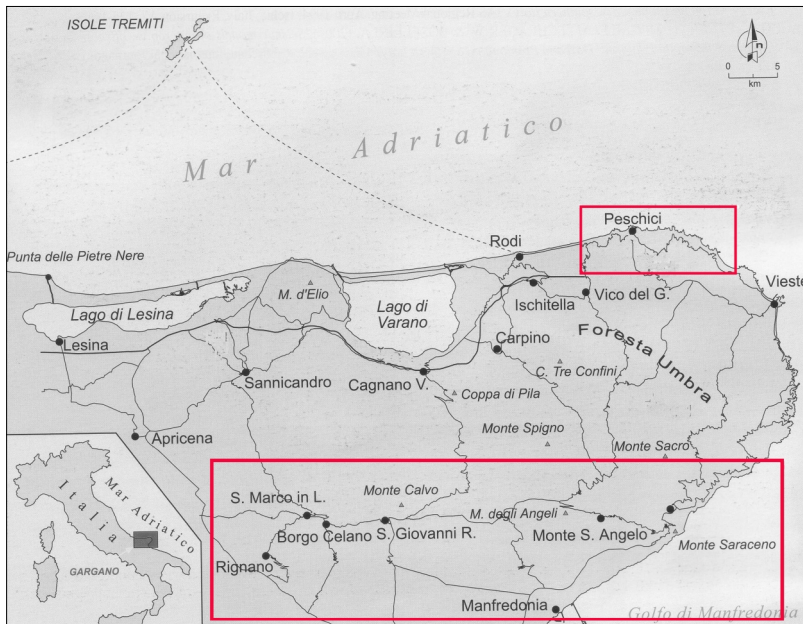 ISOLE TREMITI
n
0 5
km
Mar Adriatico
Peschici
Rodi
Punta delle Pietre Nere
Vieste
M. d'Elio
Ischitella
Vico del G.
Lago di Lesina
Lago di
Varano
Foresta Umbra
Lesina
Carpino
C. Tre Confini
Sannicandro
Cagnano V.
Coppa di Pila
Apricena
Monte Spigno
Monte Sacro
S. Marco in L.
Monte Calvo
M. degli Angeli
Borgo Celano
S. Giovanni R.
Monte S. Angelo
Monte Saraceno
Rignano
Manfredonia
Golfo di Manfredonia
Italia
Mar Adriatico
GARGANO